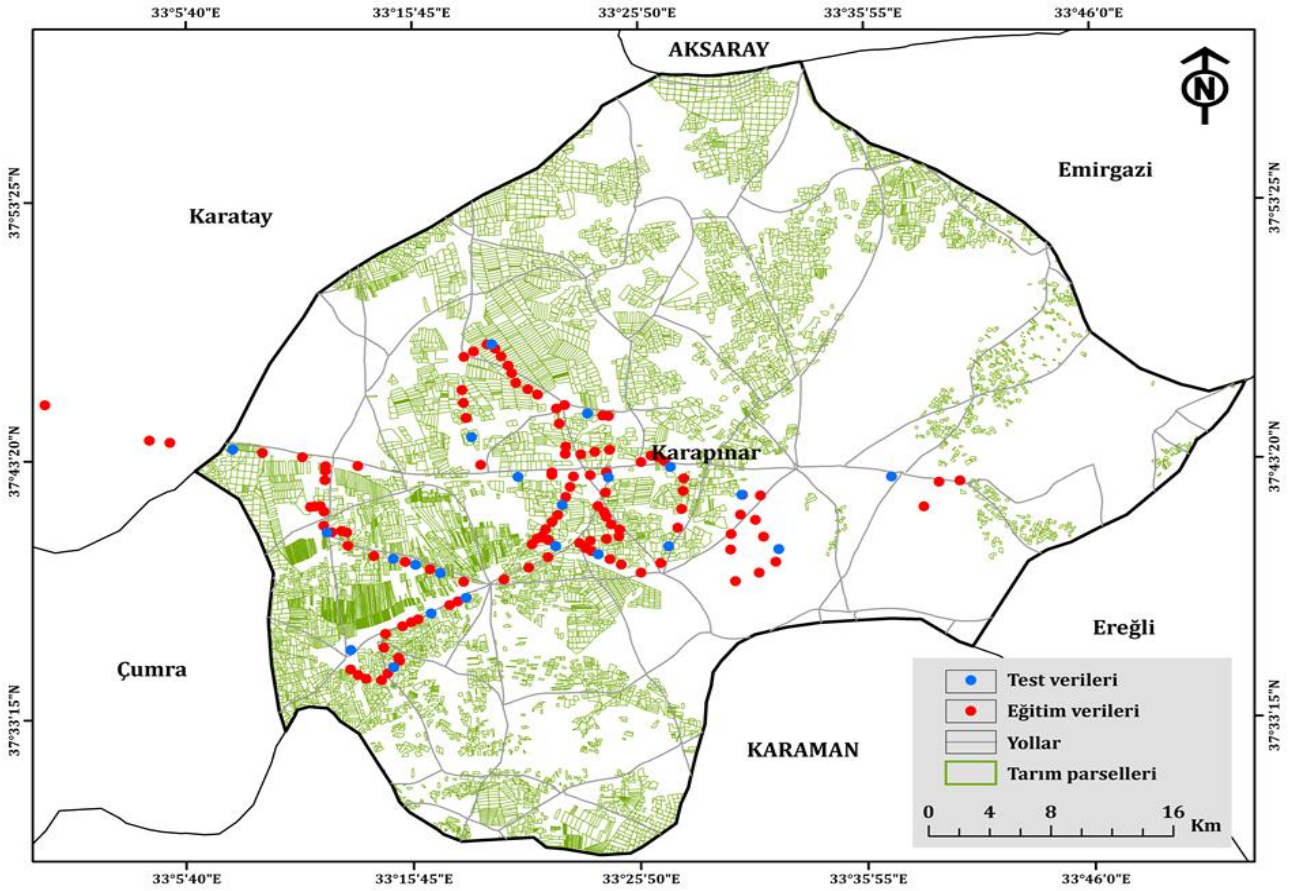 33°5'40"E 33°15'45"E 33°25'50"E 33°35'55"E 33°46'0"E
AKSARAY
N
Emirgazi
37°53'25"N 37°53'25"N
Karatay
Karapınar
37°43'20"N 37°43'20"N
Ereğli
Çumra
Test verileri
Eğitim verileri
37°33'15"N 37°33'15"N
KARAMAN
Yollar
Tarım parselleri
0 4 8 16
Km
33°5'40"E 33°15'45"E 33°25'50"E 33°35'55"E 33°46'0"E